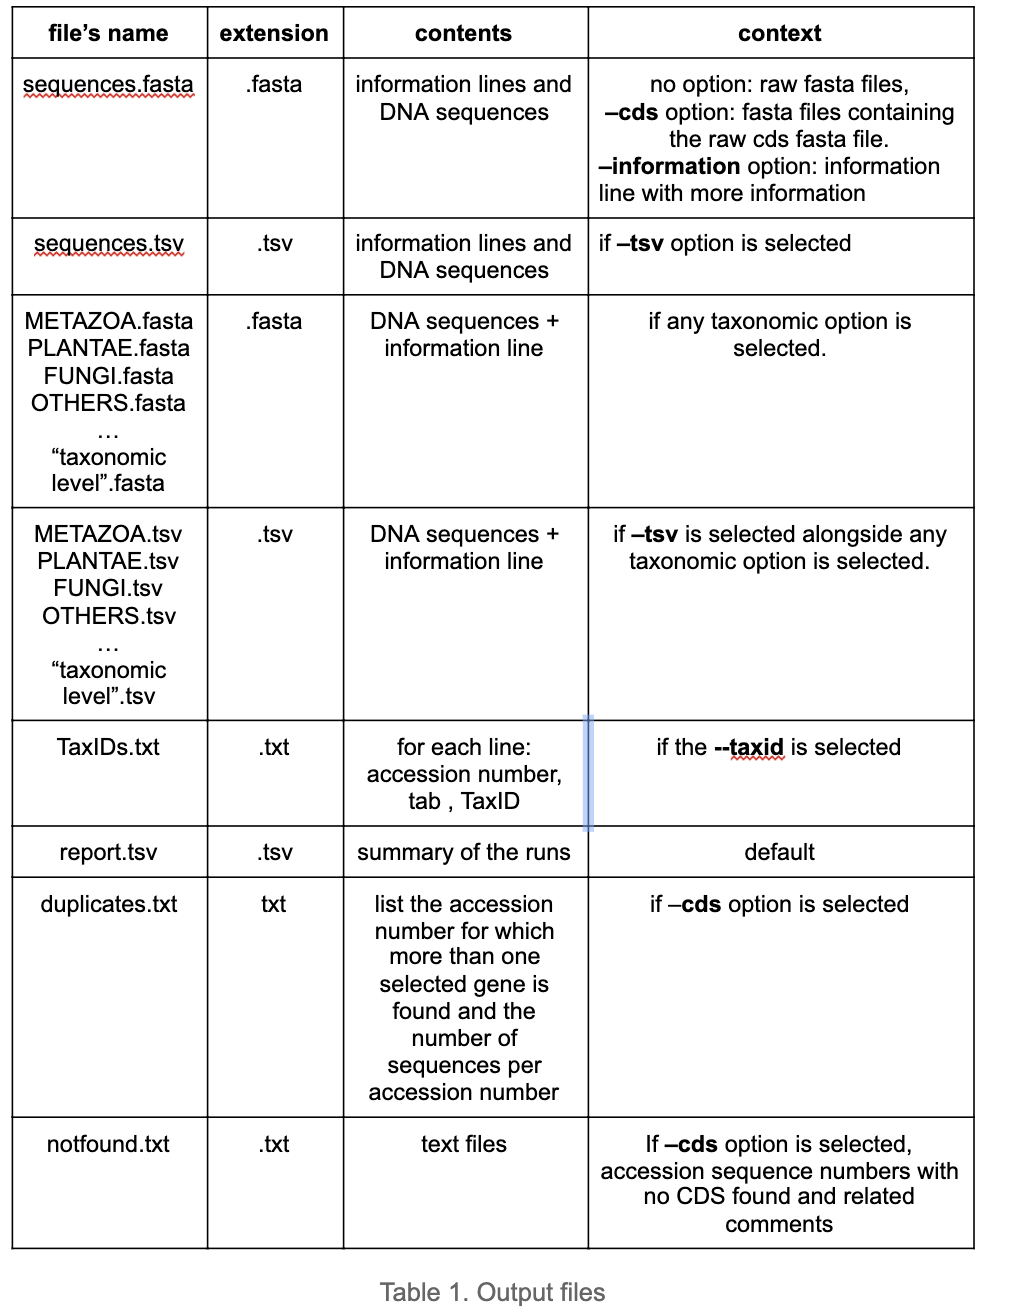 file’s name extension contents context
sequences.fasta .fasta information lines and DNA sequences
no option: raw fasta files,
–cds option: fasta files containing
the raw cds fasta file.
–information option: information
line with more information
sequences.tsv .tsv information lines and DNA sequences
if –tsv option is selected
METAZOA.fasta
PLANTAE.fasta
FUNGI.fasta
OTHERS.fasta
…
“taxonomic
level”.fasta
.fasta
DNA sequences +
information line
if any taxonomic option is
selected.
METAZOA.tsv
PLANTAE.tsv
FUNGI.tsv
OTHERS.tsv
…
“taxonomic
level”.tsv
.tsv
DNA sequences +
information line
if –tsv is selected alongside any
taxonomic option is selected.
TaxIDs.txt
.txt
for each line:
accession number,
tab , TaxID
if the --taxid is selected
report.tsv
.tsv
summary of the runs
default
duplicates.txt
txt
list the accession
number for which
more than one
selected gene is
found and the
number of
sequences per
accession number
if –cds option is selected
notfound.txt
.txt
text files
If –cds option is selected,
accession sequence numbers with
no CDS found and related
comments
Table 1. Output files